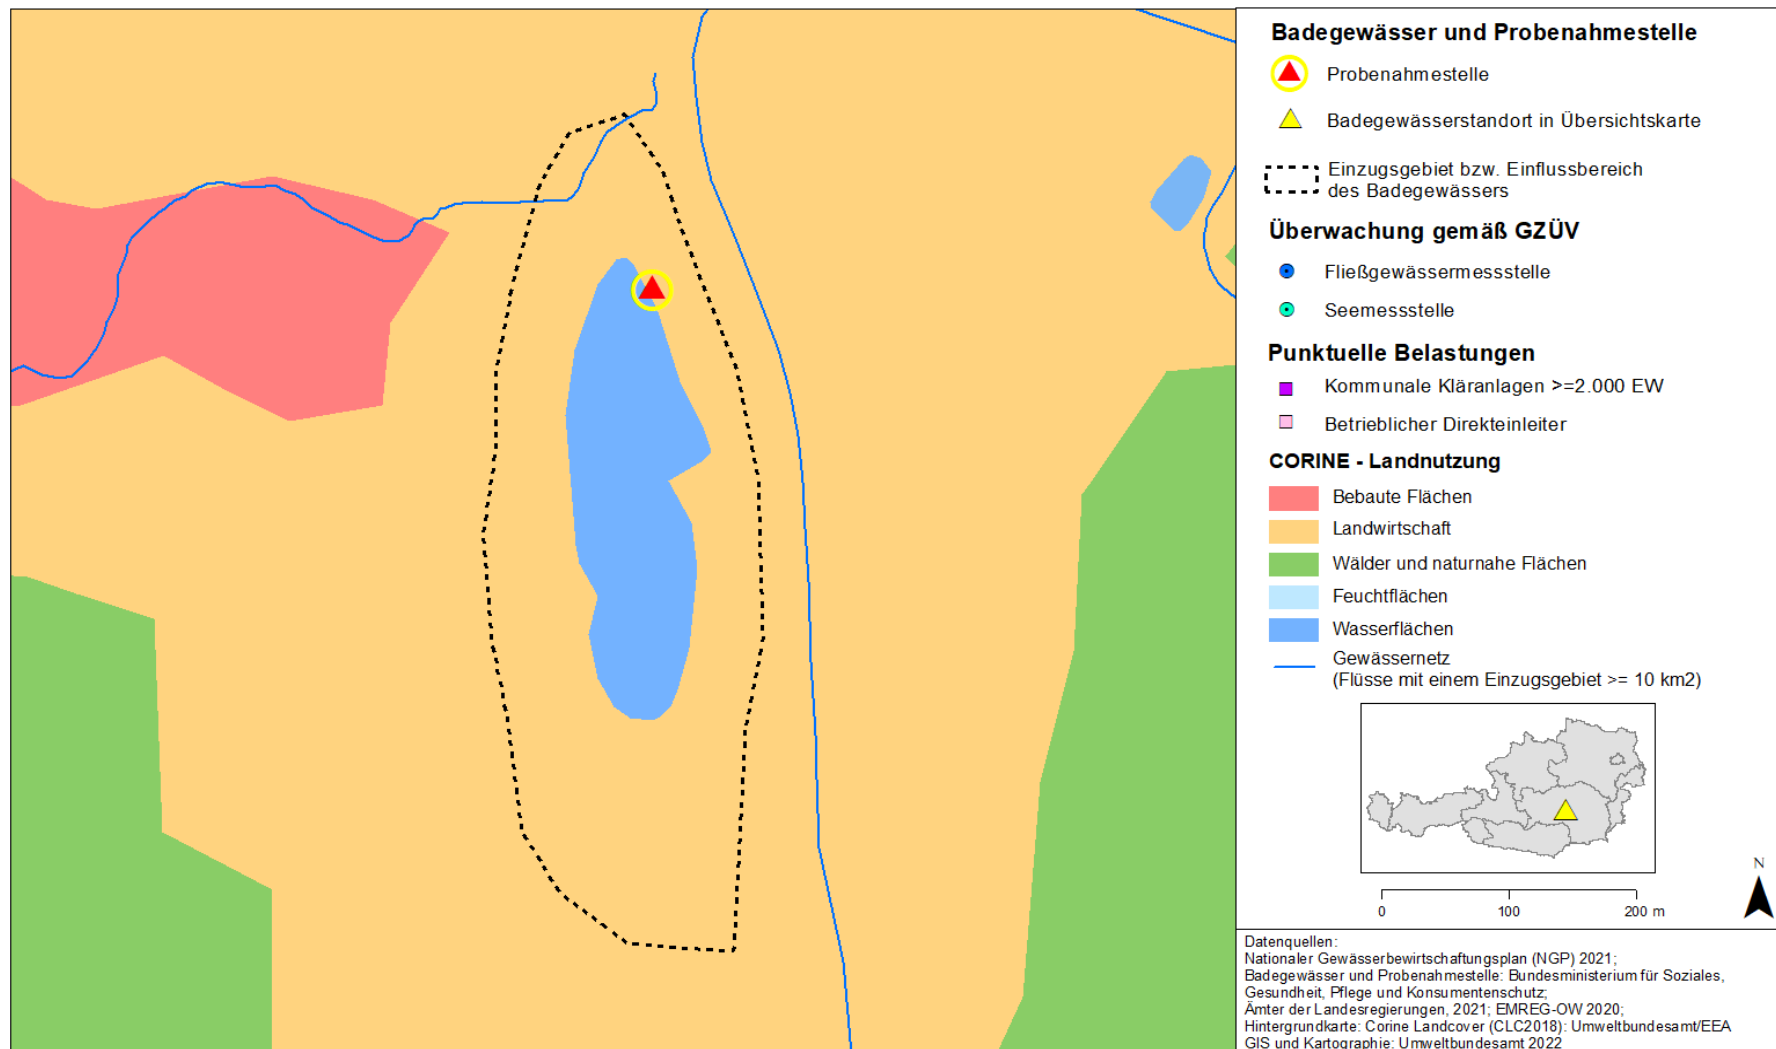 Badegewässer und Probenahmestelle
Probenahmestelle
Badegewässerstandort in Übersichtskarte
Einzugsgebiet bzw. Einflussbereich
des Badegewässers
Überwachung gemäß GZÜV
Fließgewässermessstelle
Seemessstelle
Punktuelle Belastungen
Kommunale Kläranlagen >=2.000 EW
Betrieblicher Direkteinleiter
CORINE - Landnutzung
Bebaute Flächen
Landwirtschaft
Wälder und naturnahe Flächen
Feuchtflächen
Wasserflächen
Gewässernetz
(Flüsse mit einem Einzugsgebiet >= 10 km2)
N
0 100 200 m
Datenquellen:
Nationaler Gewässerbewirtschaftungsplan (NGP) 2021;
Badegewässer und Probenahmestelle: Bundesministerium für Soziales,
Gesundheit, Pflege und Konsumentenschutz;
Ämter der Landesregierungen, 2021; EMREG-OW 2020;
Hintergrundkarte: Corine Landcover (CLC2018): Umweltbundesamt/EEA
GIS und Kartographie: Umweltbundesamt 2022